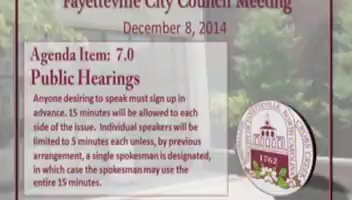 Fayetteville City Council Meeting
December 8, 2014
Agenda Item: 7.0
Public Hearings
Anyone desiring to speak must sign up in
advance. 15 minutes will be allowed to each
side of the issue. Individual speakers will be
limited to 5 minutes each unless, by previous
arrangement, a single spokesman is designated,
in which case the spokesman may use the
entire 15 minutes.
1762